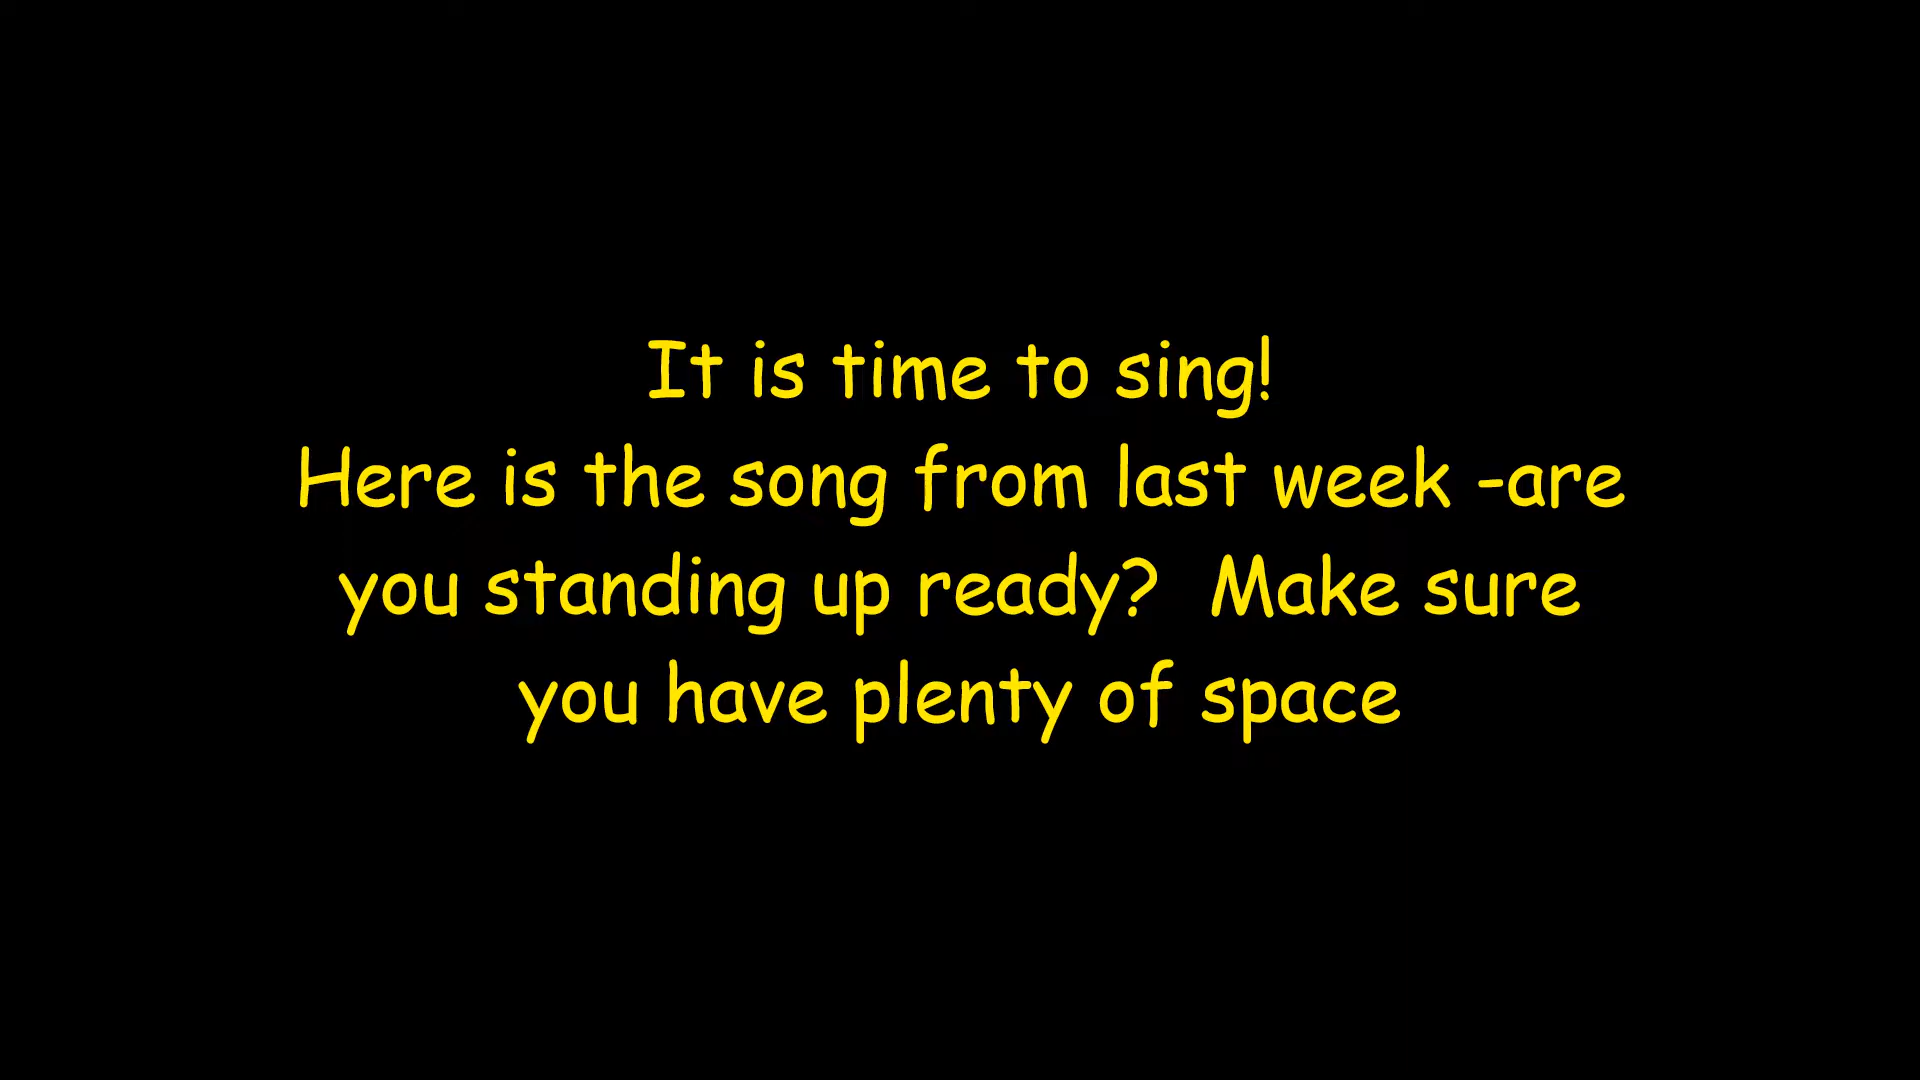 It is time to sing!
Here is the song from last week -are
you standing up ready?  Make sure
you have plenty of space